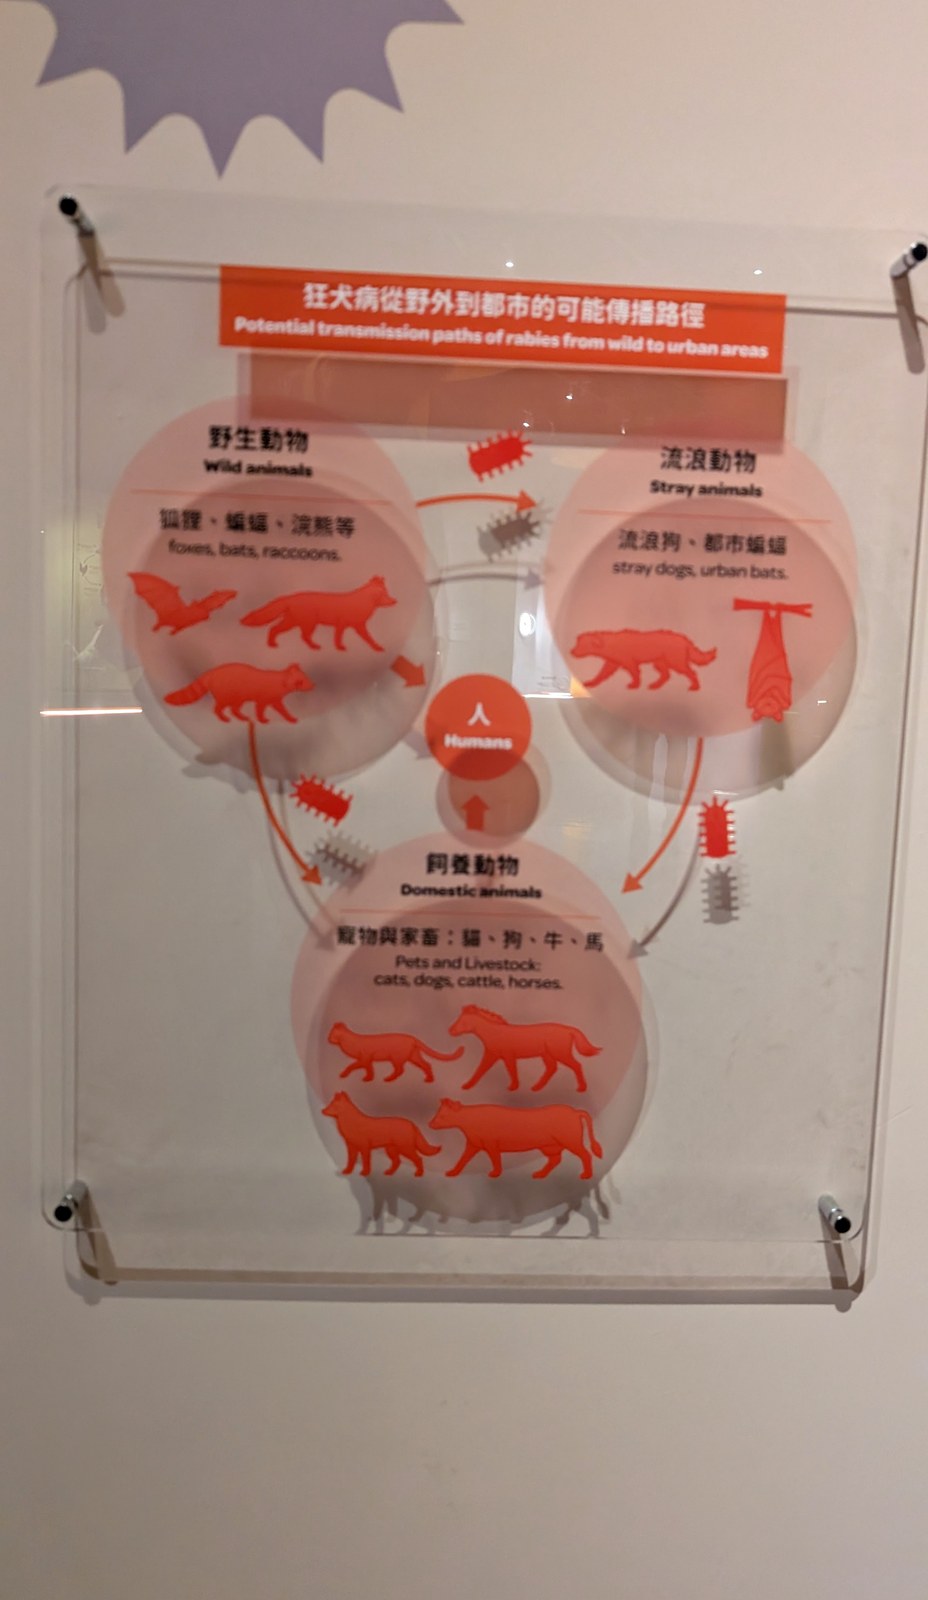 狂犬病從野外到都市的可能傳播路徑
Potential transmission paths of rabies from wild to urban areas
野生動物
Wild animals
狐狸、蝙蝠、浣熊等
foxes, bats, raccoons.
流浪動物
Stray animals
流浪狗、都市蝙蝠
stray dogs, urban bats.
人
Humans
飼養動物
Domestic animals
寵物與家畜：貓、狗、牛、馬
Pets and Livestock:
cats, dogs, cattle, horses.